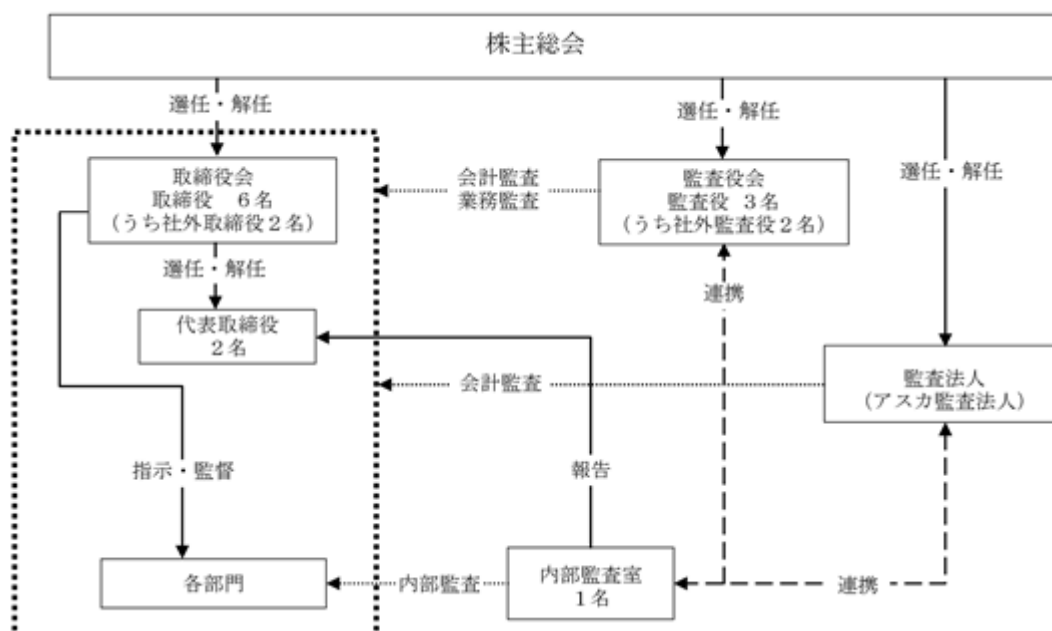 株主総会
選任・解任
選任・解任
選任・解任
取締役会
取締役 6名
(うち社外取締役2名)
会計監査
業務監査
監査役会
監査役 3名
(うち社外監査役2名)
選任・解任
連携
代表取締役
2名
会計監査
監査法人
(アスカ監査法人)
指示・監督
報告
各部門
内部監査
内部監査室
1名
連携